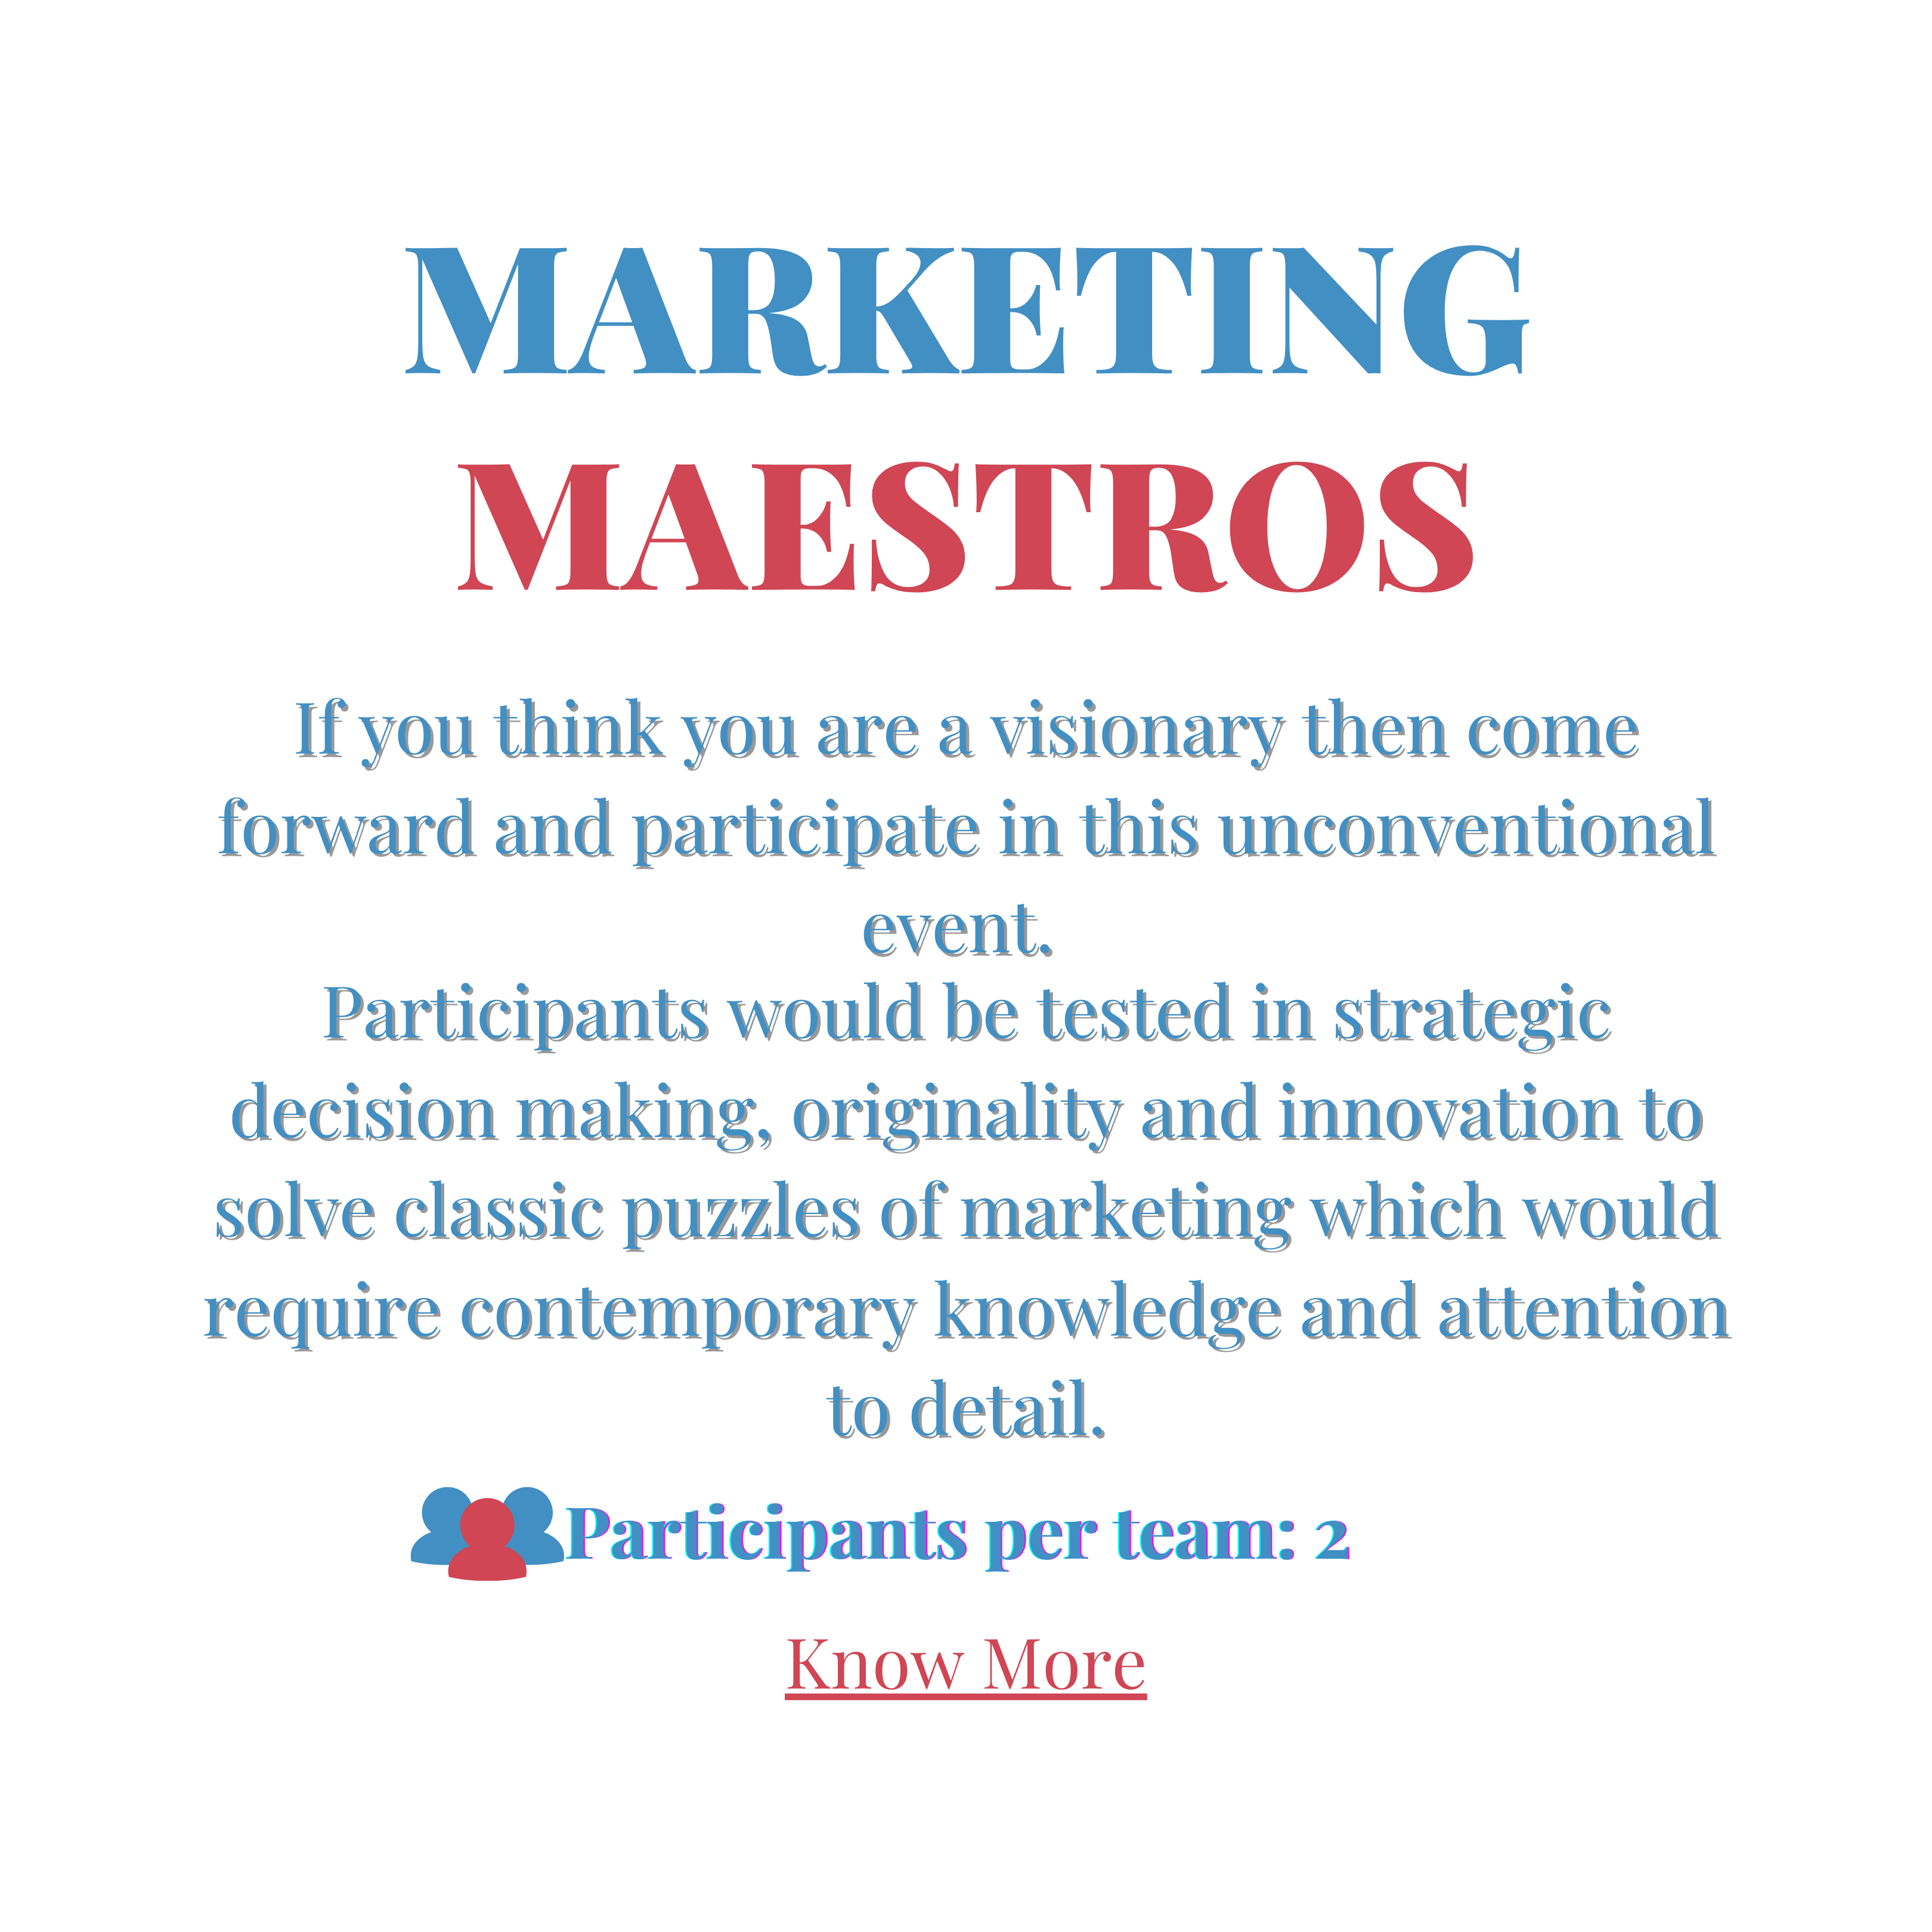 MARKETING
MAESTROS
If you think you are a visionary then come
forward and participate in this unconventional
event.
Participants would be tested in strategic
decision making, originality and innovation to
solve classic puzzles of marketing which would
require contemporary knowledge and attention
to detail.
Participants per team: 2
Know More